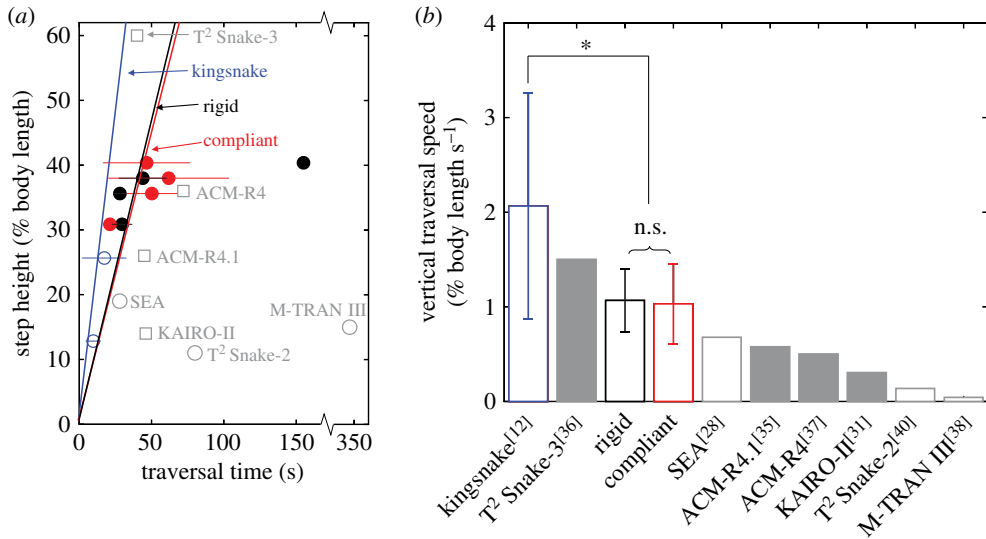 (a)
60
50
40
30
20
10
0
step height (% body length)
T² Snake-3
kingsnake
rigid
compliant
ACM-R4
ACM-R4.1
SEA
M-TRAN III
KAIRO-II
T² Snake-2
0 50 100 150 350
traversal time (s)
(b)
4
3
2
1
0
vertical traversal speed
(% body length s⁻¹)
*
n.s.
kingsnake[12]
T² Snake-3[36]
rigid
compliant
SEA[28]
ACM-R4.1[35]
ACM-R4[37]
KAIRO-II[31]
T² Snake-2[40]
M-TRAN III[38]